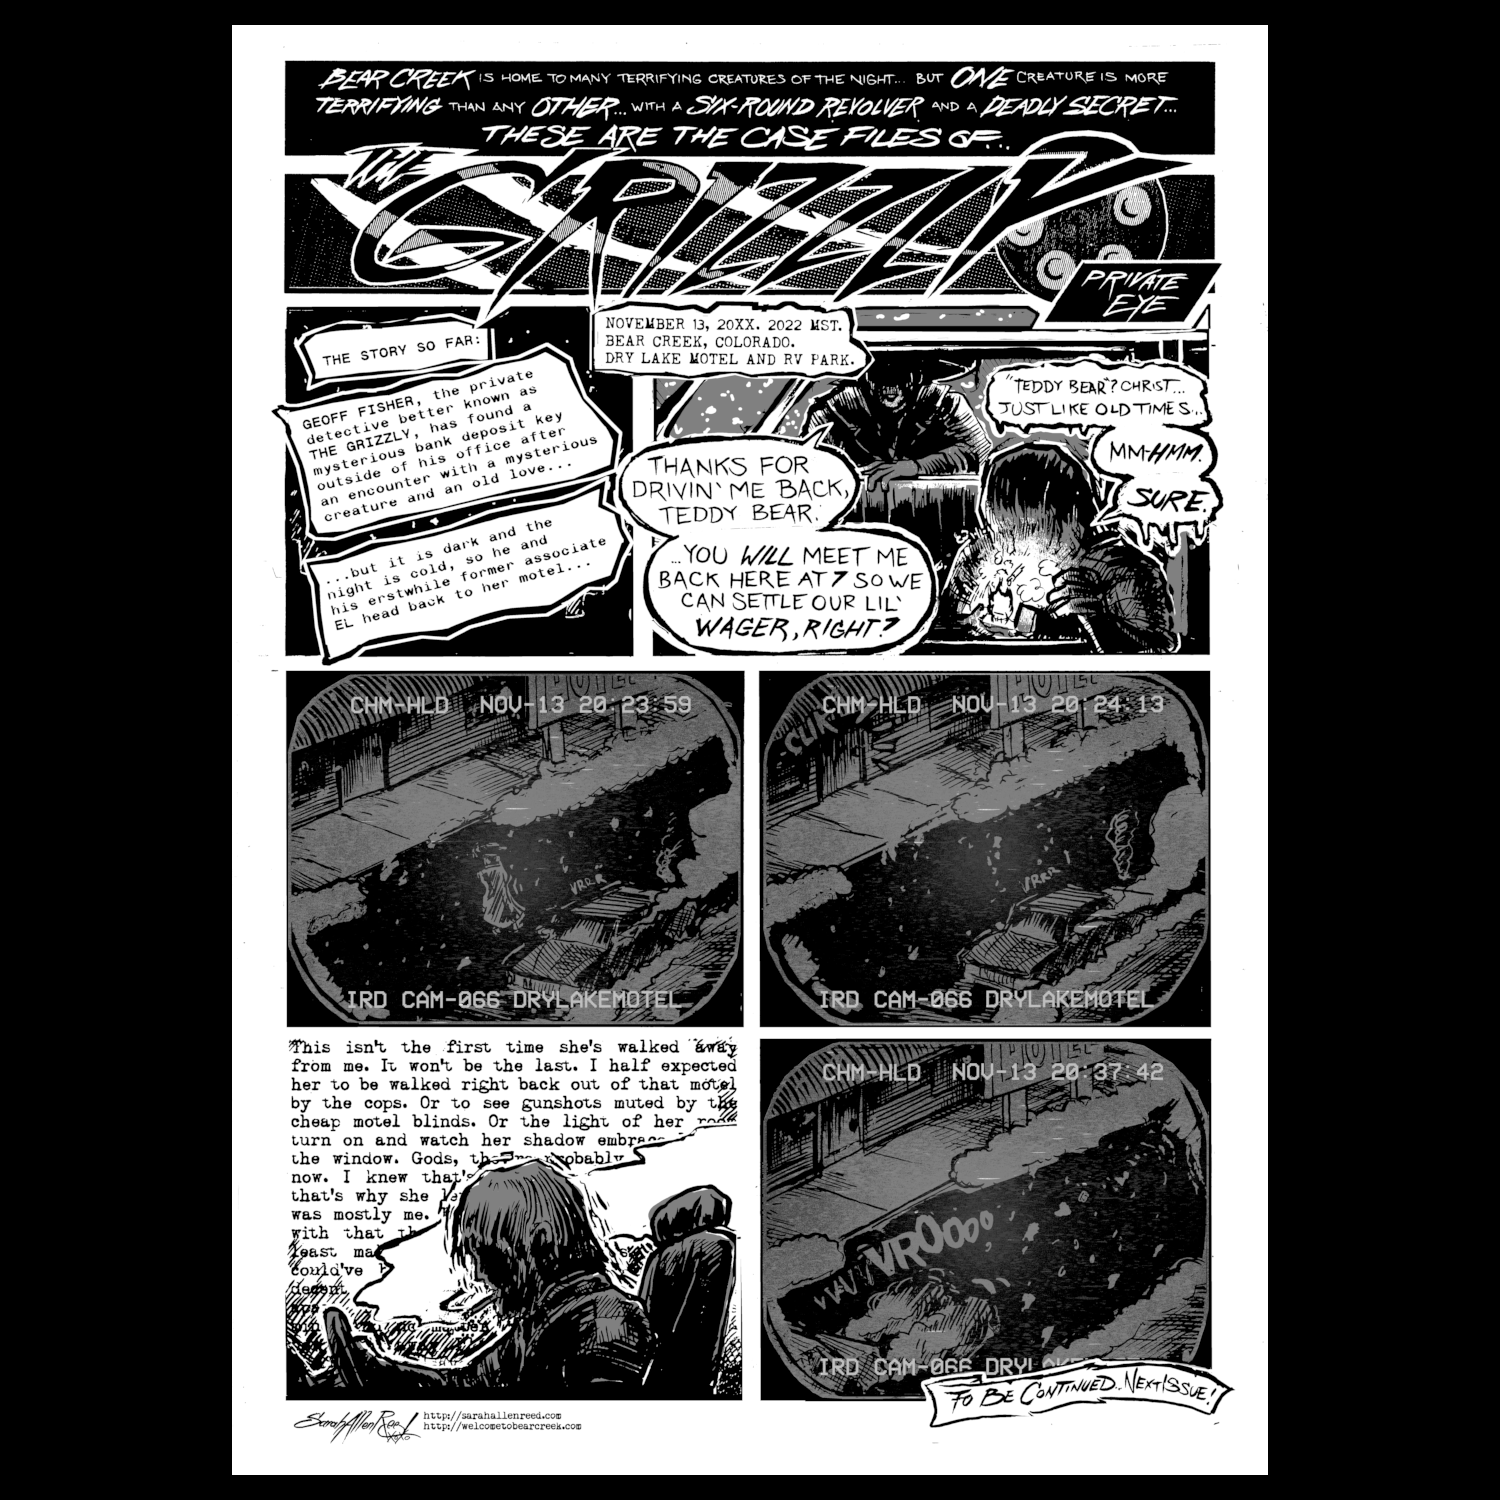 BEAR CREEK IS HOME TO MANY TERRIFYING CREATURES OF THE NIGHT... BUT ONE CREATURE IS MORE
TERRIFYING THAN ANY OTHER... WITH A SIX-ROUND REVOLVER AND A DEADLY SECRET...
THESE ARE THE CASE FILES OF...
THE GRIZZLY
PRIVATE
EYE
THE STORY SO FAR:
GEOFF FISHER, the private
detective better known as
THE GRIZZLY, has found a
mysterious bank deposit key
outside of his office after
an encounter with a mysterious
creature and an old love...
...but it is dark and the
night is cold, so he and
his erstwhile former associate
EL head back to her motel...
NOVEMBER 13, 20XX. 2022 MST.
BEAR CREEK, COLORADO.
DRY LAKE MOTEL AND RV PARK.
THANKS FOR
DRIVIN' ME BACK,
TEDDY BEAR.
...YOU WILL MEET ME
BACK HERE AT 7 SO WE
CAN SETTLE OUR LIL'
WAGER, RIGHT?
"TEDDY BEAR"? CHRIST...
JUST LIKE OLD TIMES...
MM-HMM.
SURE.
MOTEL
CHM-HLD NOV-13 20:23:59
VRRR
IRD CAM-066 DRYLAKEMOTEL
MOTEL
CHM-HLD NOV-13 20:24:13
VRRR
IRD CAM-066 DRYLAKEMOTEL
This isn't the first time she's walked away
from me. It won't be the last. I half expected
her to be walked right back out of that motel
by the cops. Or to see gunshots muted by the
cheap motel blinds. Or the light of her room
turn on and watch her shadow embrace
the window. Gods, probably
now. I knew that's
that's why she
was mostly me.
with that
least
could've
decent
MOTEL
CHM-HLD NOV-13 20:37:42
VROOOO
IRD CAM-066
TO BE CONTINUED.. NEXT ISSUE!
Sarah Allen Reed
xoxo
http://sarahallenreed.com
http://welcometobearcreek.com